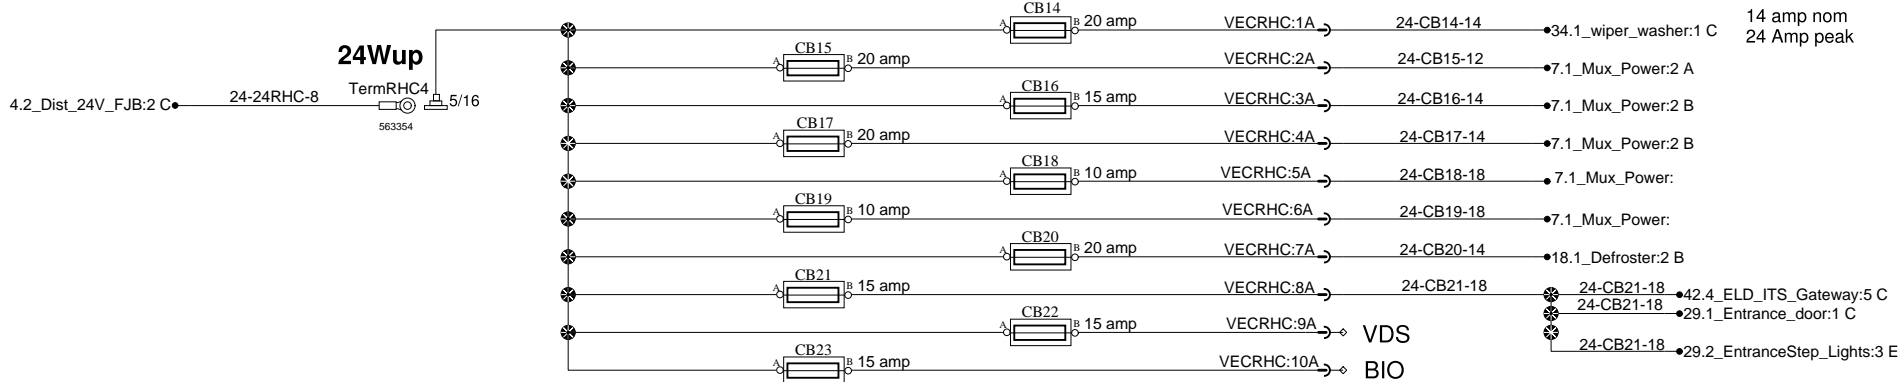 CB14
A B 20 amp VECRHC:1A 24-CB14-14 34.1_wiper_washer:1 C
14 amp nom
24 Amp peak
24Wup
CB15
A B 20 amp VECRHC:2A 24-CB15-12 7.1_Mux_Power:2 A
4.2_Dist_24V_FJB:2 C 24-24RHC-8 TermRHC4 5/16
563354
CB16
A B 15 amp VECRHC:3A 24-CB16-14 7.1_Mux_Power:2 B
CB17
A B 20 amp VECRHC:4A 24-CB17-14 7.1_Mux_Power:2 B
CB18
A B 10 amp VECRHC:5A 24-CB18-18 7.1_Mux_Power:
CB19
A B 10 amp VECRHC:6A 24-CB19-18 7.1_Mux_Power:
CB20
A B 20 amp VECRHC:7A 24-CB20-14 18.1_Defroster:2 B
CB21
A B 15 amp VECRHC:8A 24-CB21-18 24-CB21-18 42.4_ELD_ITS_Gateway:5 C
24-CB21-18 29.1_Entrance_door:1 C
CB22
A B 15 amp VECRHC:9A VDS
24-CB21-18 29.2_EntranceStep_Lights:3 E
CB23
A B 15 amp VECRHC:10A BIO